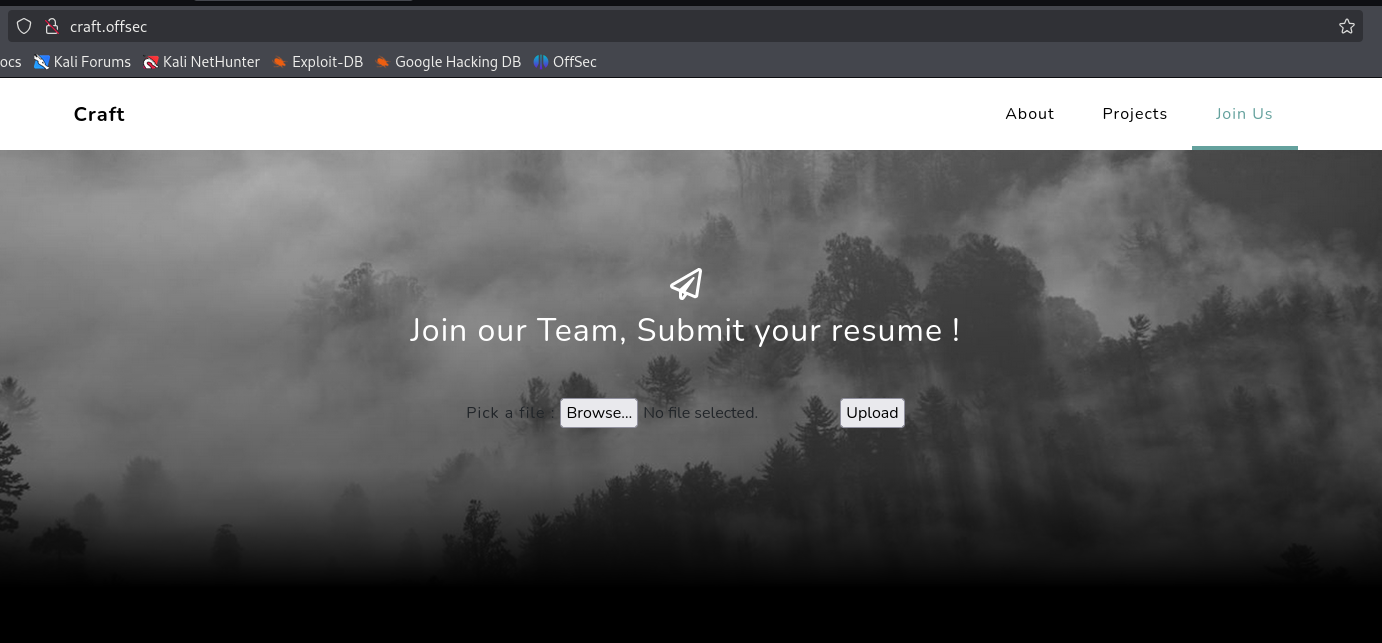 craft.offsec
ocs Kali Forums Kali NetHunter Exploit-DB Google Hacking DB OffSec
Craft About Projects Join Us
Join our Team, Submit your resume !
Pick a file : Browse... No file selected. Upload